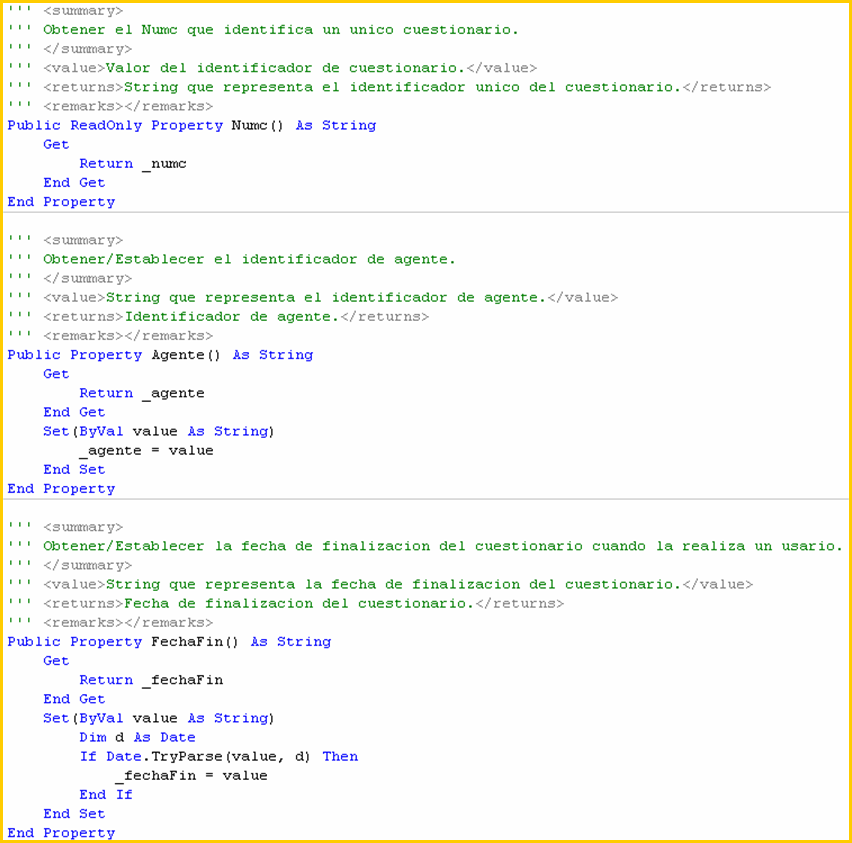 ''' <summary>
''' Obtener el Numc que identifica un unico cuestionario.
''' </summary>
''' <value>Valor del identificador de cuestionario.</value>
''' <returns>String que representa el identificador unico del cuestionario.</returns>
''' <remarks></remarks>
Public ReadOnly Property Numc() As String
    Get
        Return _numc
    End Get
End Property
''' <summary>
''' Obtener/Establecer el identificador de agente.
''' </summary>
''' <value>String que representa el identificador de agente.</value>
''' <returns>Identificador de agente.</returns>
''' <remarks></remarks>
Public Property Agente() As String
    Get
        Return _agente
    End Get
    Set(ByVal value As String)
        _agente = value
    End Set
End Property
''' <summary>
''' Obtener/Establecer la fecha de finalizacion del cuestionario cuando la realiza un usario.
''' </summary>
''' <value>String que representa la fecha de finalizacion del cuestionario.</value>
''' <returns>Fecha de finalizacion del cuestionario.</returns>
''' <remarks></remarks>
Public Property FechaFin() As String
    Get
        Return _fechaFin
    End Get
    Set(ByVal value As String)
        Dim d As Date
        If Date.TryParse(value, d) Then
            _fechaFin = value
        End If
    End Set
End Property